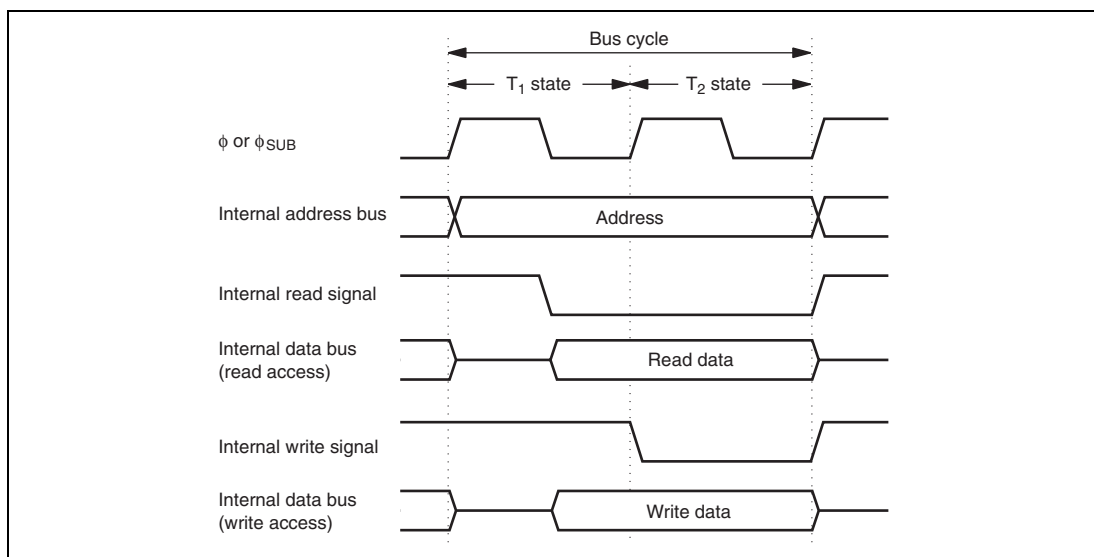 Bus cycle
T₁ state
T₂ state
φ or φSUB
Internal address bus
Address
Internal read signal
Internal data bus
(read access)
Read data
Internal write signal
Internal data bus
(write access)
Write data